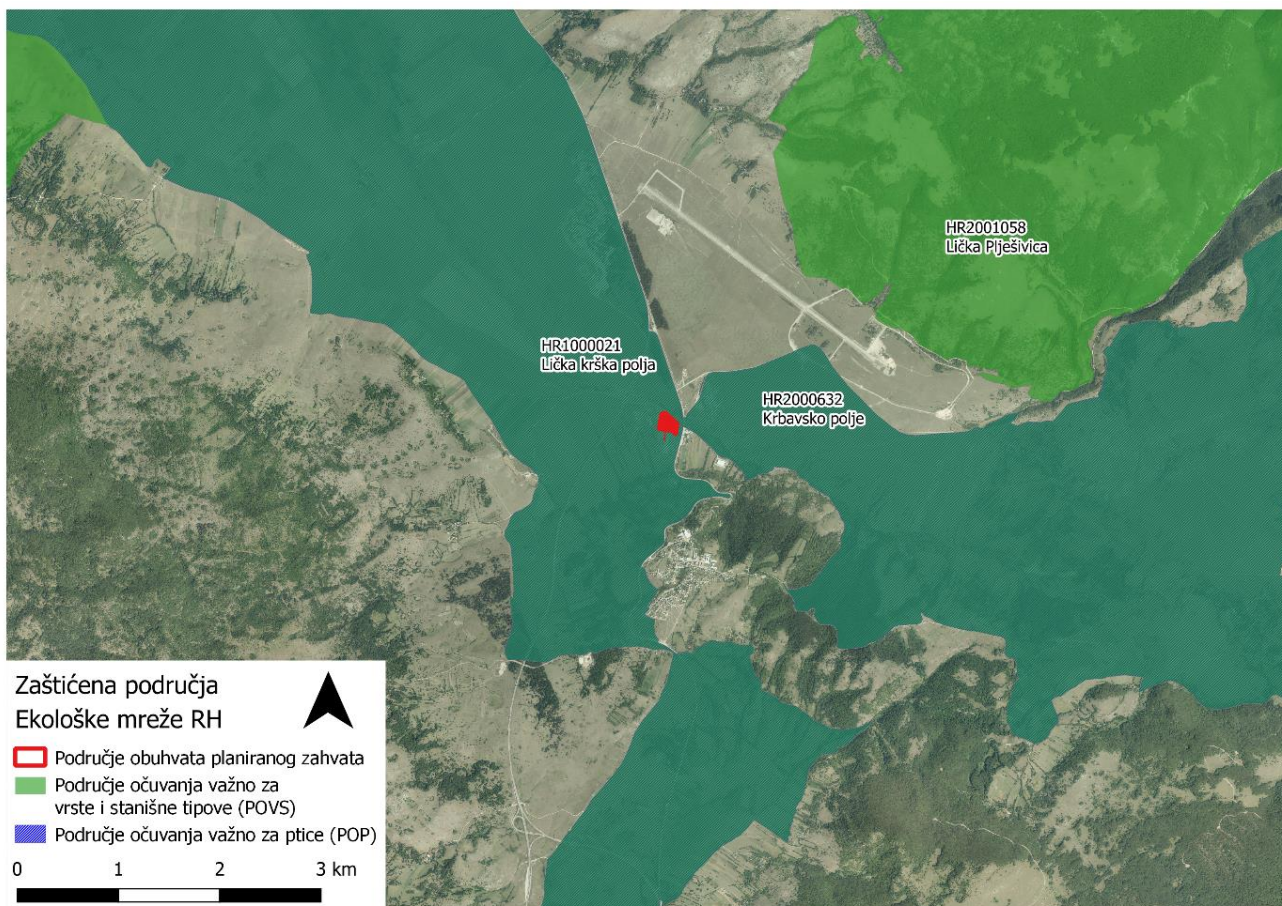 HR2001058
Lička Plješivica
HR1000021
Lička krška polja
HR2000632
Krbavsko polje
Zaštićena područja
Ekološke mreže RH
Područje obuhvata planiranog zahvata
Područje očuvanja važno za
vrste i stanišne tipove (POVS)
Područje očuvanja važno za ptice (POP)
0 1 2 3 km